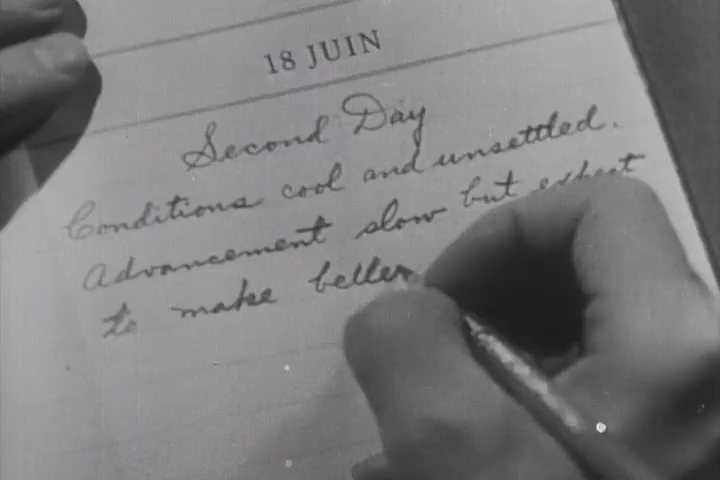 18 JUIN
Second Day
Conditions cool and unsettled.
Advancement slow but expect
to make better